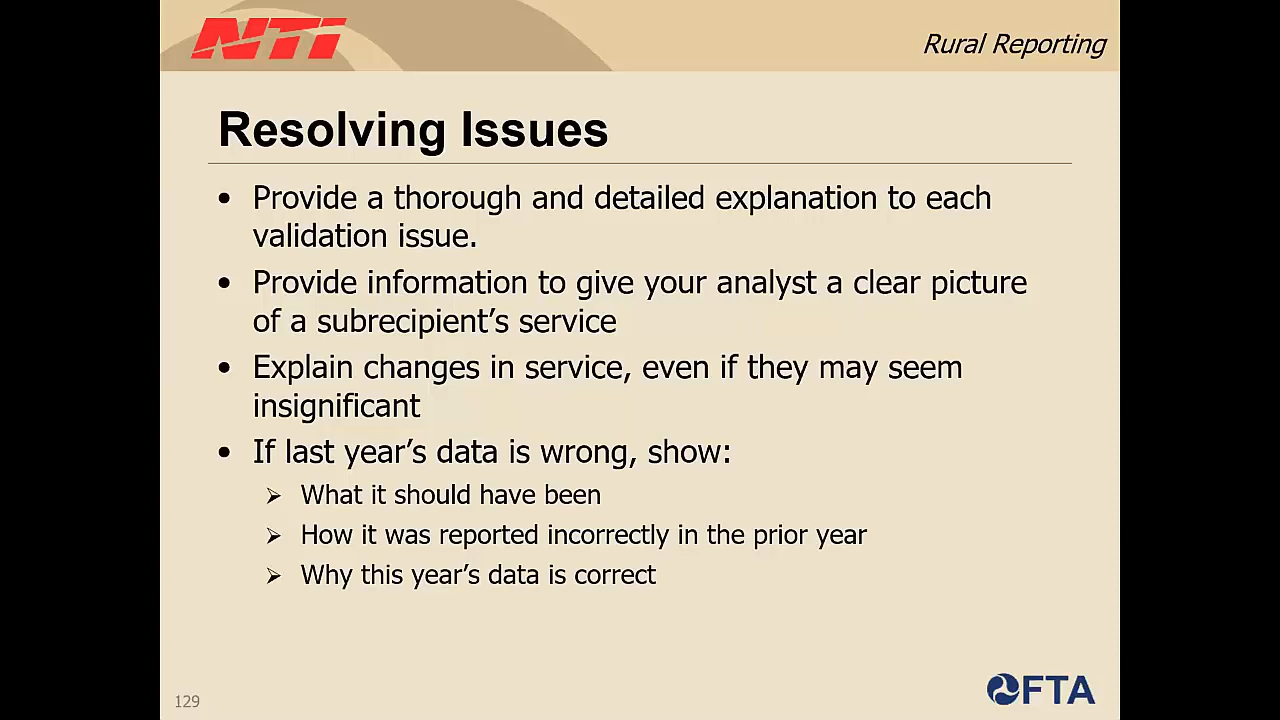 NTI
Rural Reporting
Resolving Issues
• Provide a thorough and detailed explanation to each
validation issue.
• Provide information to give your analyst a clear picture
of a subrecipient’s service
• Explain changes in service, even if they may seem
insignificant
• If last year’s data is wrong, show:
➢ What it should have been
➢ How it was reported incorrectly in the prior year
➢ Why this year’s data is correct
129
FTA